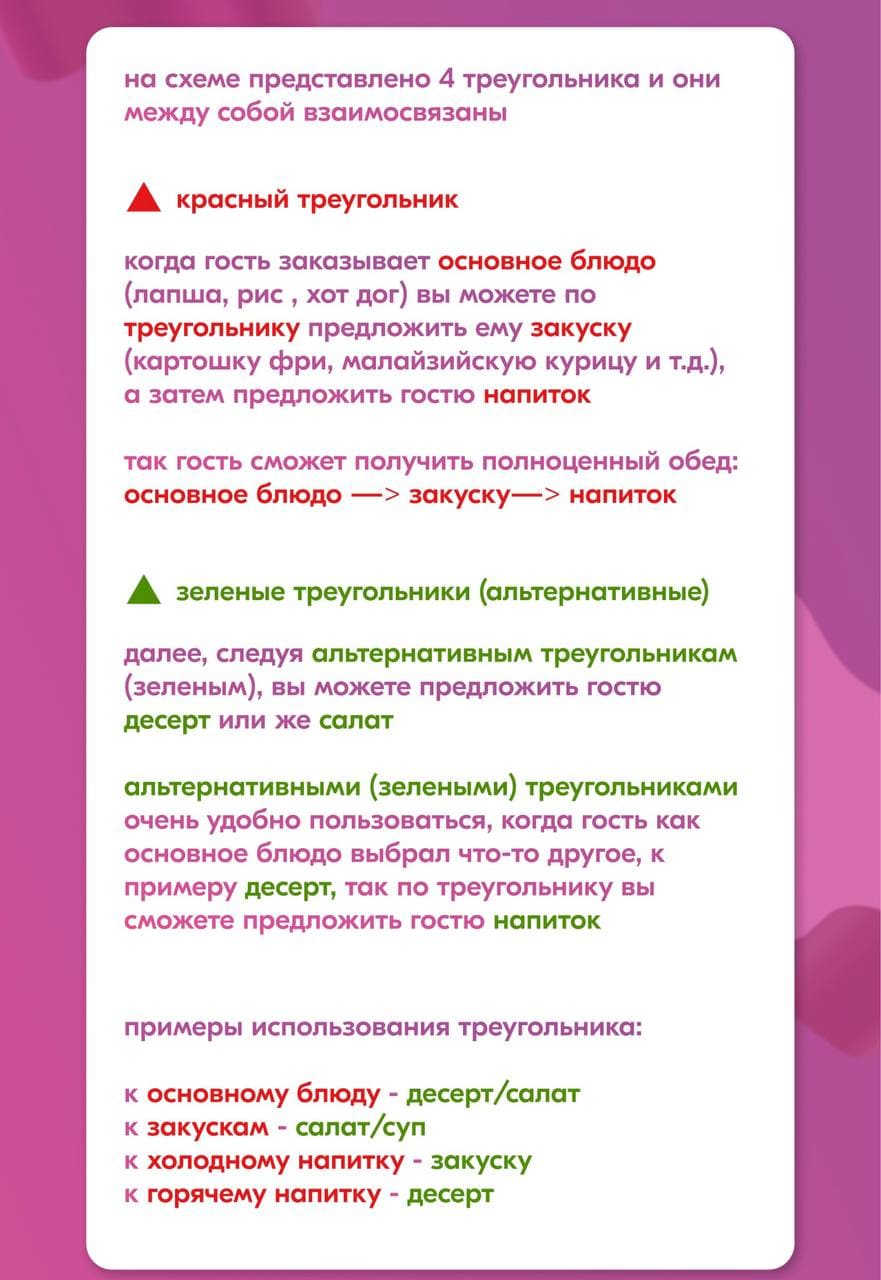 на схеме представлено 4 треугольника и они
между собой взаимосвязаны
красный треугольник
когда гость заказывает основное блюдо
(лапша, рис , хот дог) вы можете по
треугольнику предложить ему закуску
(картошку фри, малайзийскую курицу и т.д.),
а затем предложить гостю напиток
так гость сможет получить полноценный обед:
основное блюдо —> закуску—> напиток
зеленые треугольники (альтернативные)
далее, следуя альтернативным треугольникам
(зеленым), вы можете предложить гостю
десерт или же салат
альтернативными (зелеными) треугольниками
очень удобно пользоваться, когда гость как
основное блюдо выбрал что-то другое, к
примеру десерт, так по треугольнику вы
сможете предложить гостю напиток
примеры использования треугольника:
к основному блюду - десерт/салат
к закускам - салат/суп
к холодному напитку - закуску
к горячему напитку - десерт